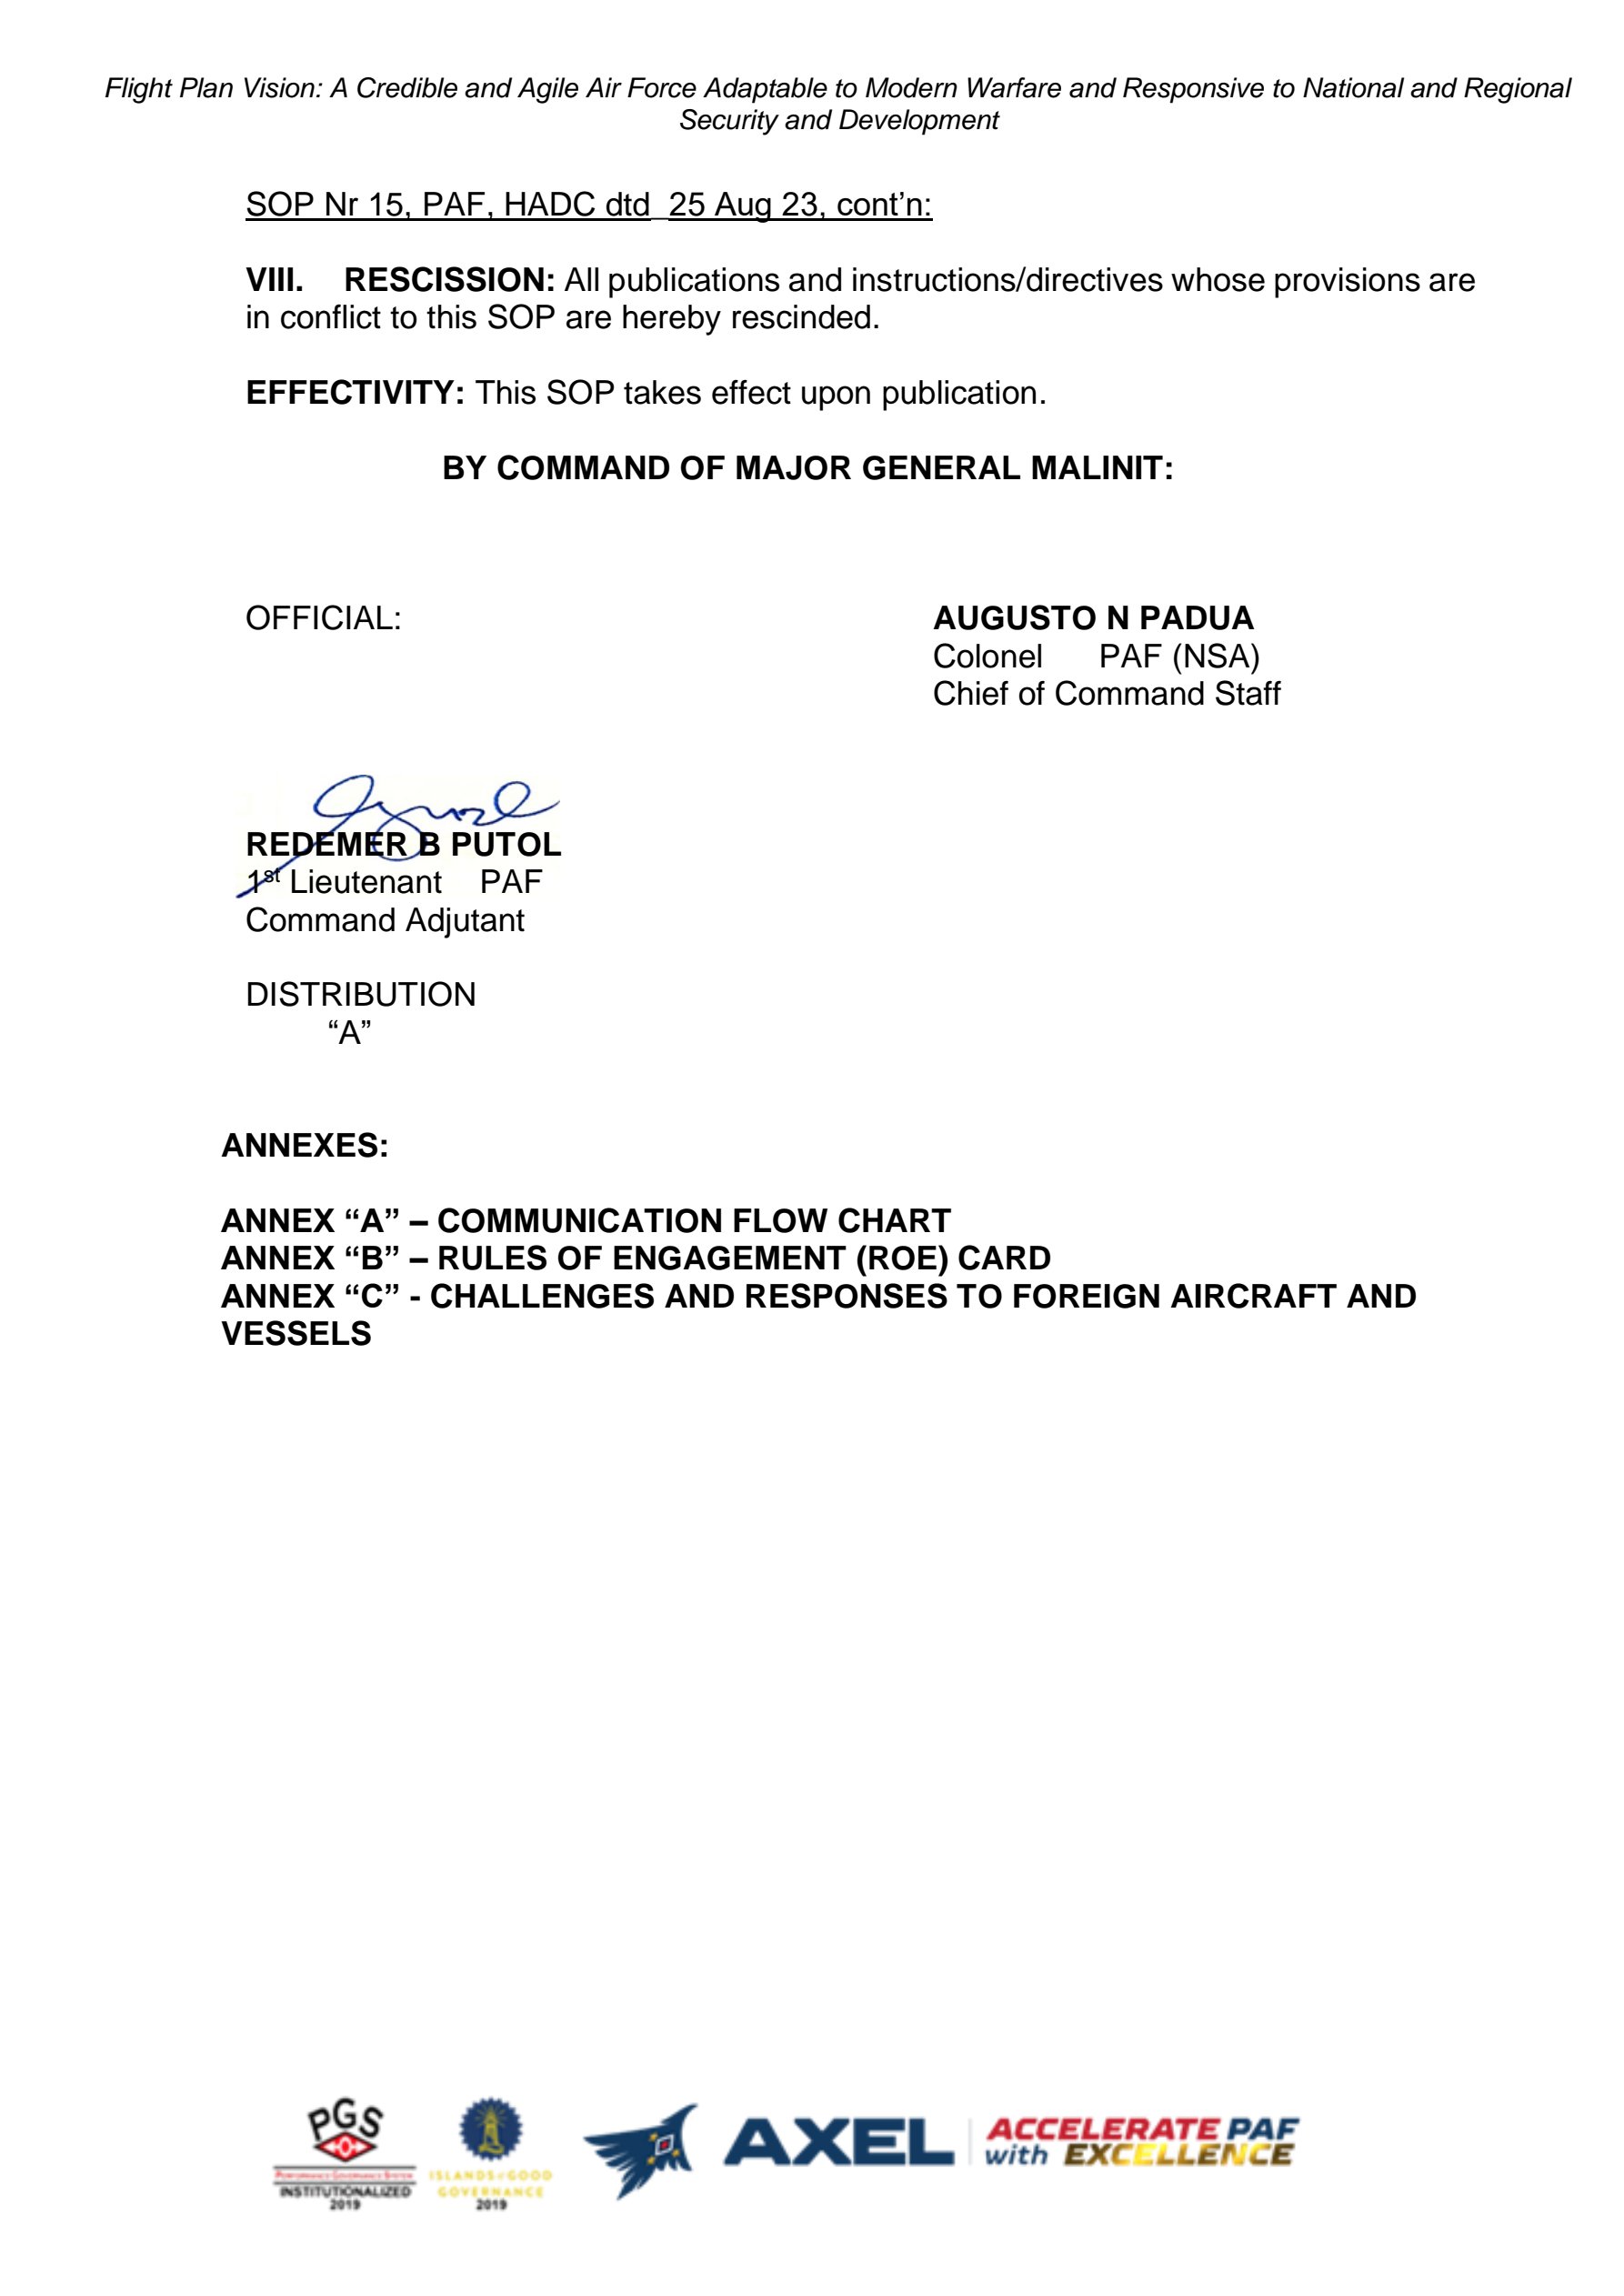 Flight Plan Vision: A Credible and Agile Air Force Adaptable to Modern Warfare and Responsive to National and Regional
Security and Development
SOP Nr 15, PAF, HADC dtd_25 Aug 23, cont’n:
VIII. RESCISSION: All publications and instructions/directives whose provisions are
in conflict to this SOP are hereby rescinded.
EFFECTIVITY: This SOP takes effect upon publication.
BY COMMAND OF MAJOR GENERAL MALINIT:
OFFICIAL:
AUGUSTO N PADUA
Colonel PAF (NSA)
Chief of Command Staff
REDEMER B PUTOL
1st Lieutenant PAF
Command Adjutant
DISTRIBUTION
“A”
ANNEXES:
ANNEX “A” – COMMUNICATION FLOW CHART
ANNEX “B” – RULES OF ENGAGEMENT (ROE) CARD
ANNEX “C” - CHALLENGES AND RESPONSES TO FOREIGN AIRCRAFT AND
VESSELS
PGS
PERFORMANCE GOVERNANCE SYSTEM
INSTITUTIONALIZED
2019
ISLANDS of GOOD
GOVERNANCE
2019
AXEL
ACCELERATE PAF
with EXCELLENCE